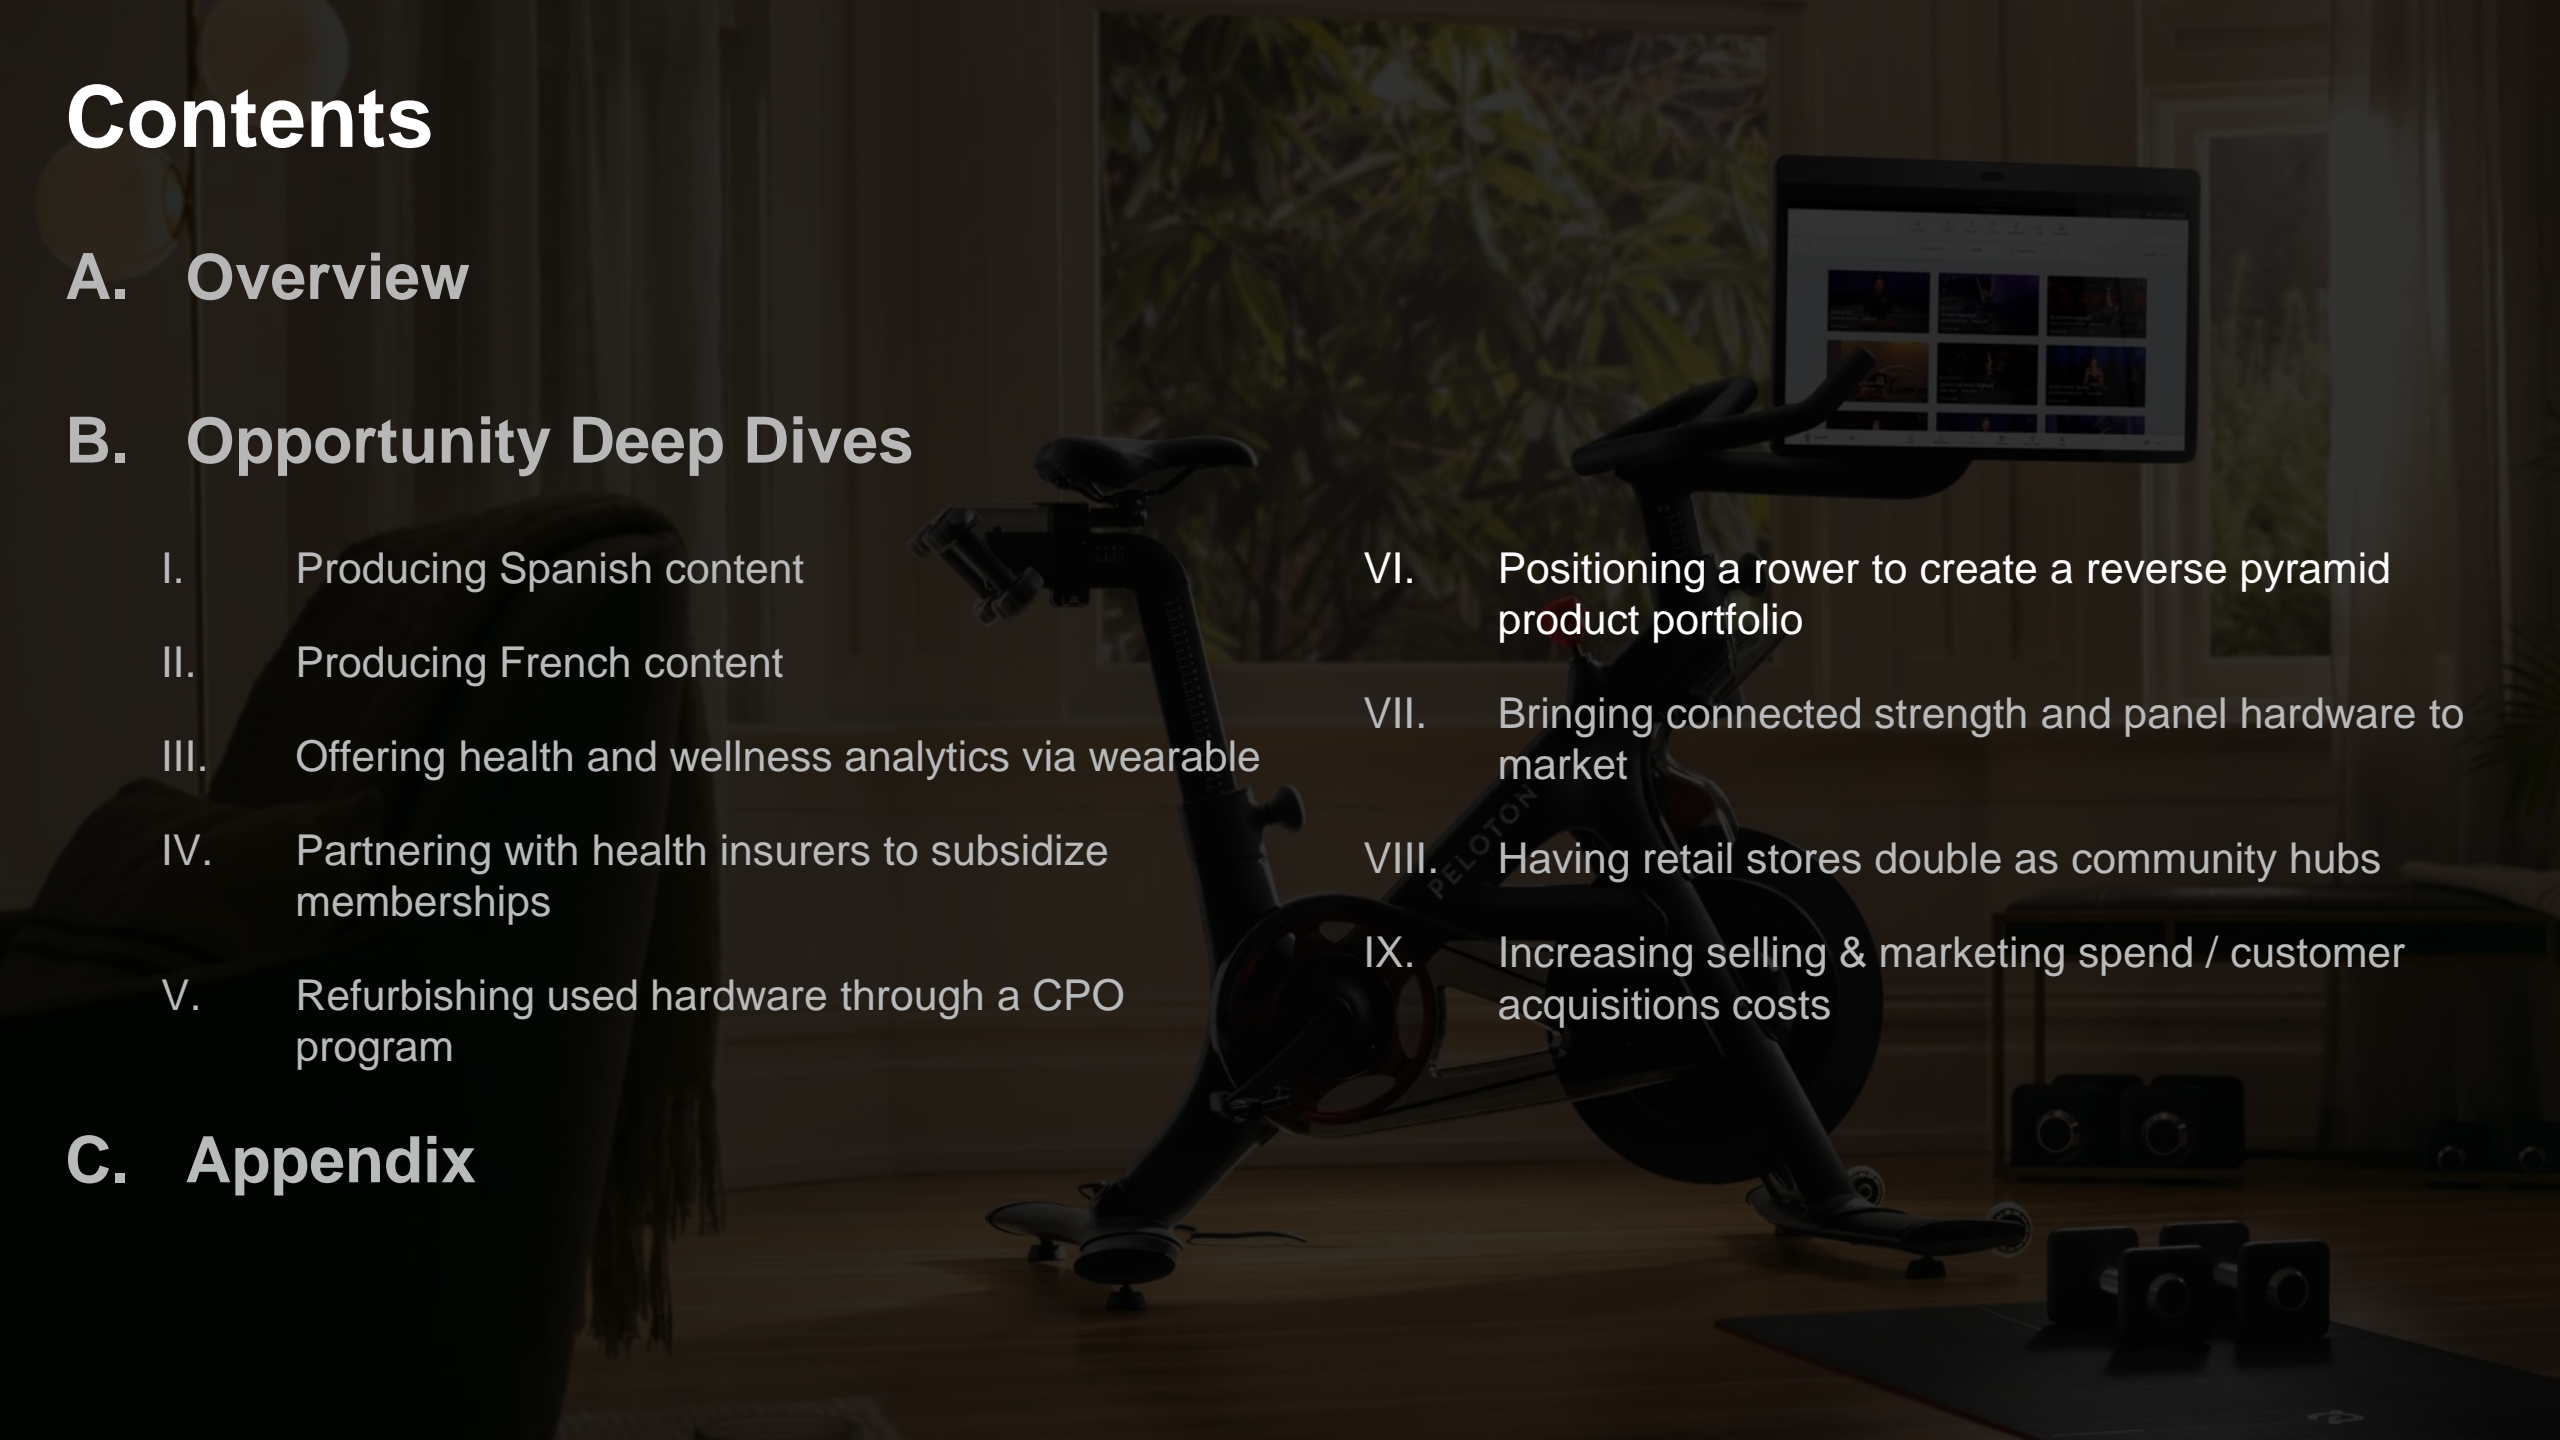 Contents
A. Overview
B. Opportunity Deep Dives
I. Producing Spanish content
II. Producing French content
III. Offering health and wellness analytics via wearable
IV. Partnering with health insurers to subsidize
memberships
V. Refurbishing used hardware through a CPO
program
VI. Positioning a rower to create a reverse pyramid
product portfolio
VII. Bringing connected strength and panel hardware to
market
VIII. Having retail stores double as community hubs
IX. Increasing selling & marketing spend / customer
acquisitions costs
C. Appendix
PELOTON